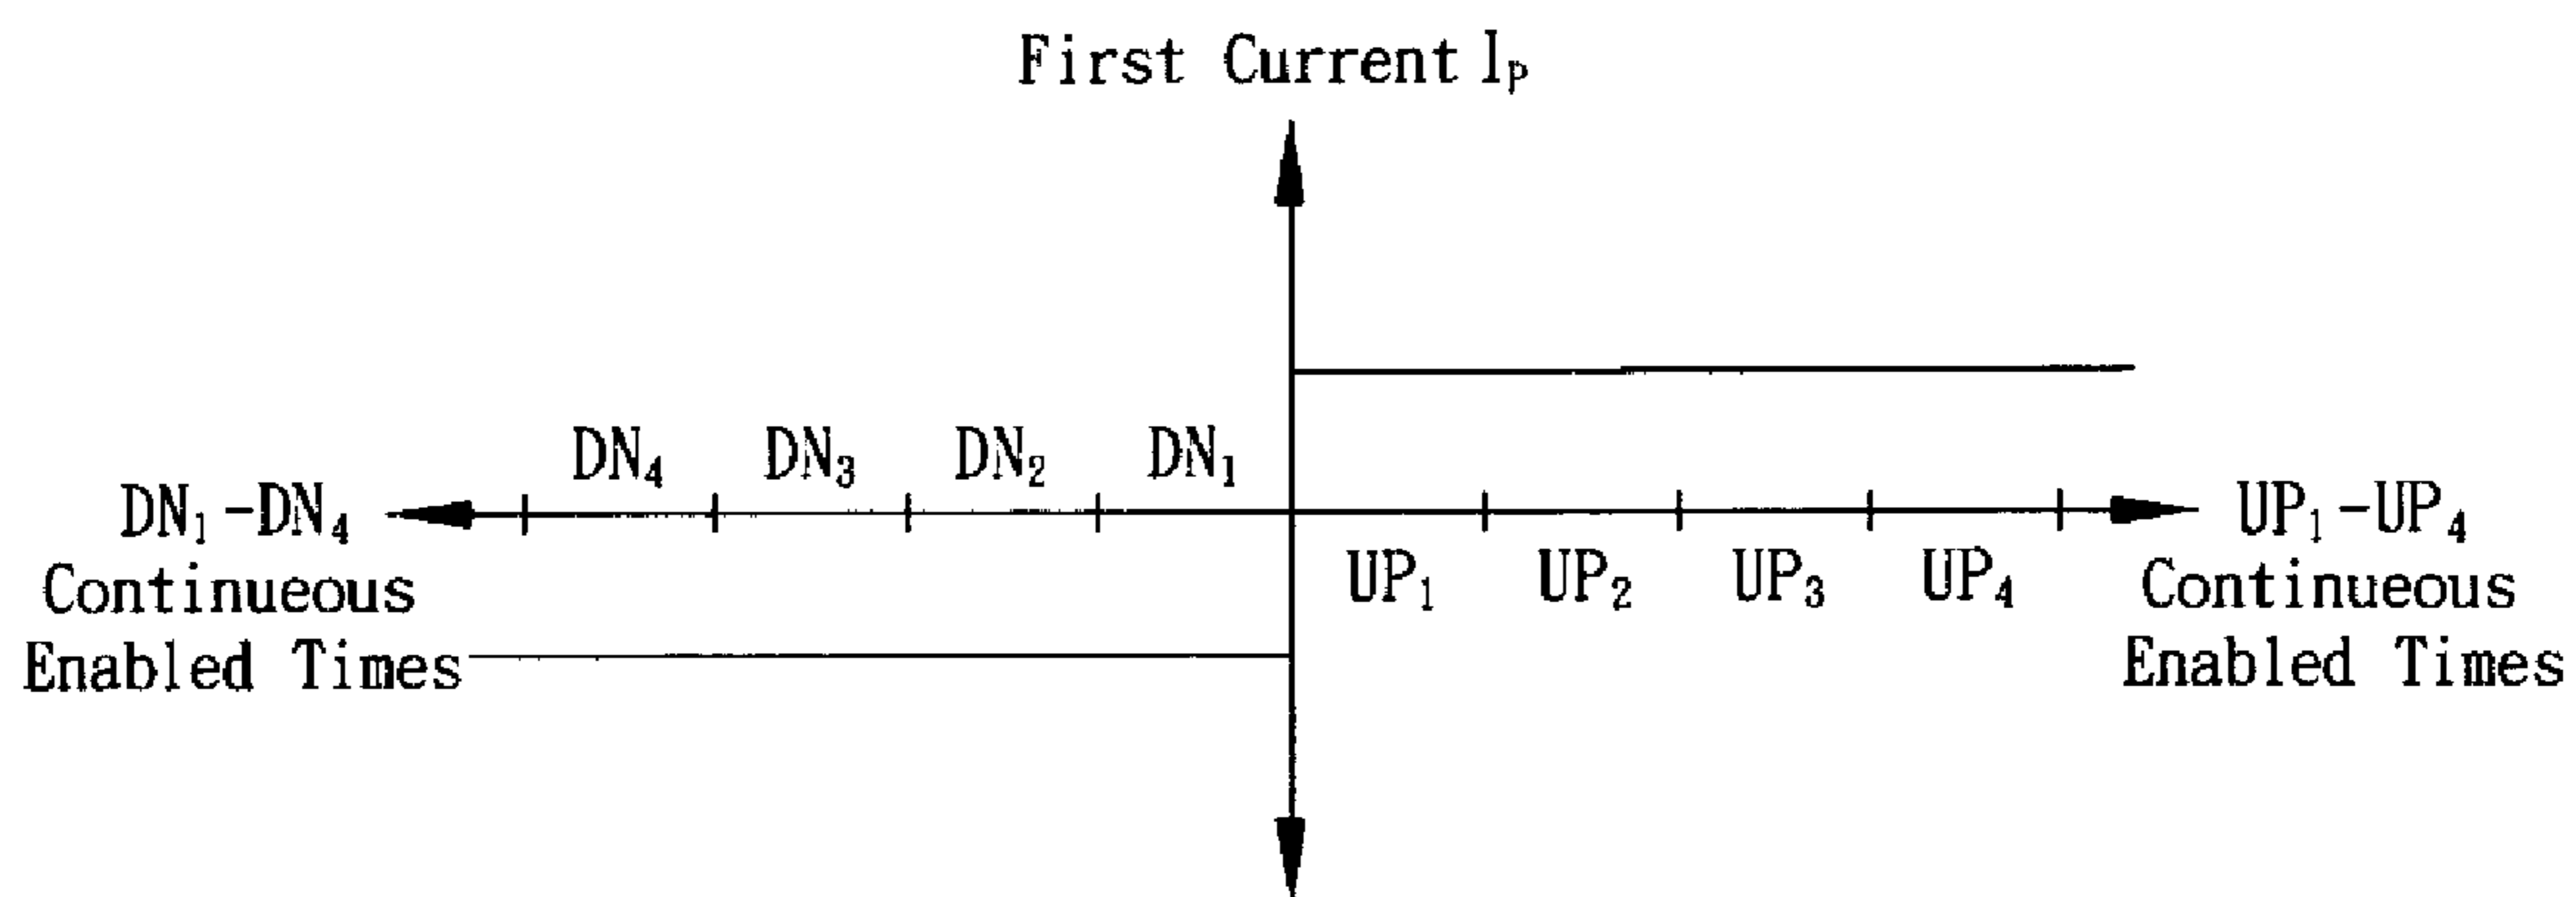 First Current Iₚ
DN₄ DN₃ DN₂ DN₁
DN₁-DN₄
Continueous
Enabled Times
UP₁ UP₂ UP₃ UP₄
UP₁-UP₄
Continueous
Enabled Times